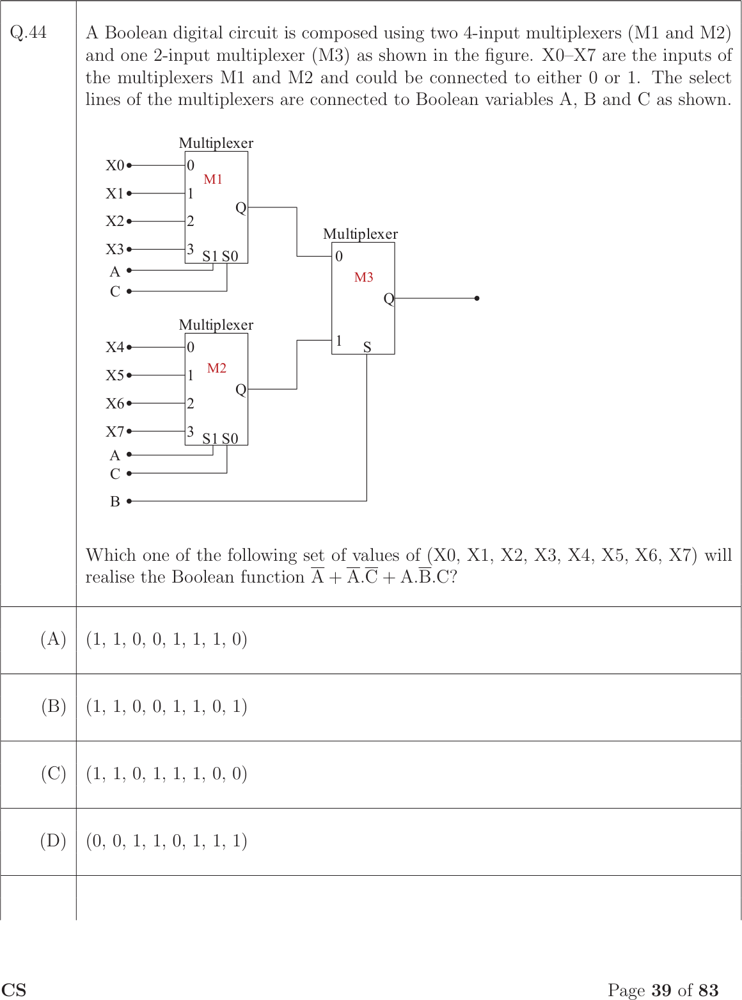 Q.44
A Boolean digital circuit is composed using two 4-input multiplexers (M1 and M2)
and one 2-input multiplexer (M3) as shown in the figure. X0–X7 are the inputs of
the multiplexers M1 and M2 and could be connected to either 0 or 1. The select
lines of the multiplexers are connected to Boolean variables A, B and C as shown.
Multiplexer
X0 0
M1
X1 1
Q
X2 2
X3 3
S1 S0
A
C
Multiplexer
0
M3
Q
1
S
Multiplexer
X4 0
M2
X5 1
Q
X6 2
X7 3
S1 S0
A
C
B
Which one of the following set of values of (X0, X1, X2, X3, X4, X5, X6, X7) will
realise the Boolean function A̅ + A̅.C̅ + A.B̅.C?
(A) (1, 1, 0, 0, 1, 1, 1, 0)
(B) (1, 1, 0, 0, 1, 1, 0, 1)
(C) (1, 1, 0, 1, 1, 1, 0, 0)
(D) (0, 0, 1, 1, 0, 1, 1, 1)
CS Page 39 of 83